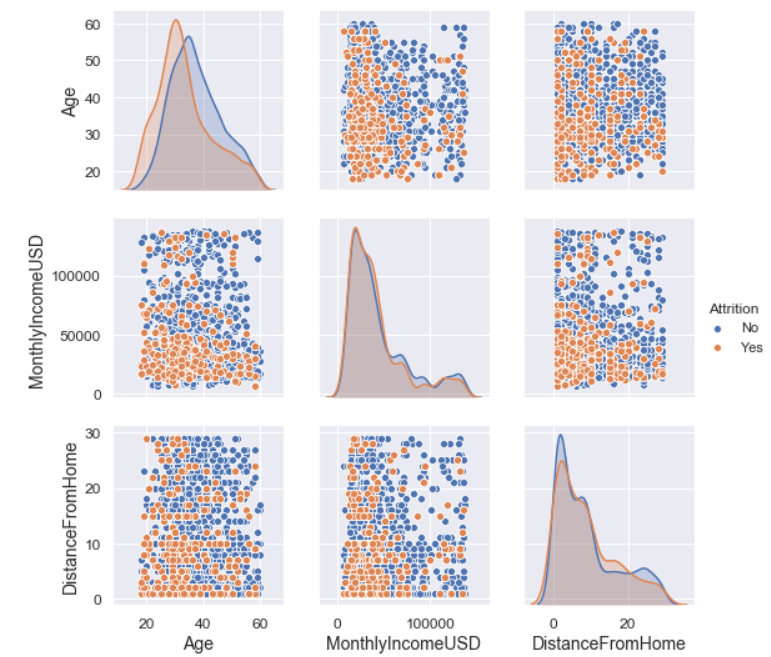 60
50
40
30
20
Age
100000
50000
0
MonthlyIncomeUSD
Attrition
No
Yes
30
20
10
0
DistanceFromHome
20 40 60
0 100000
0 20
Age
MonthlyIncomeUSD
DistanceFromHome